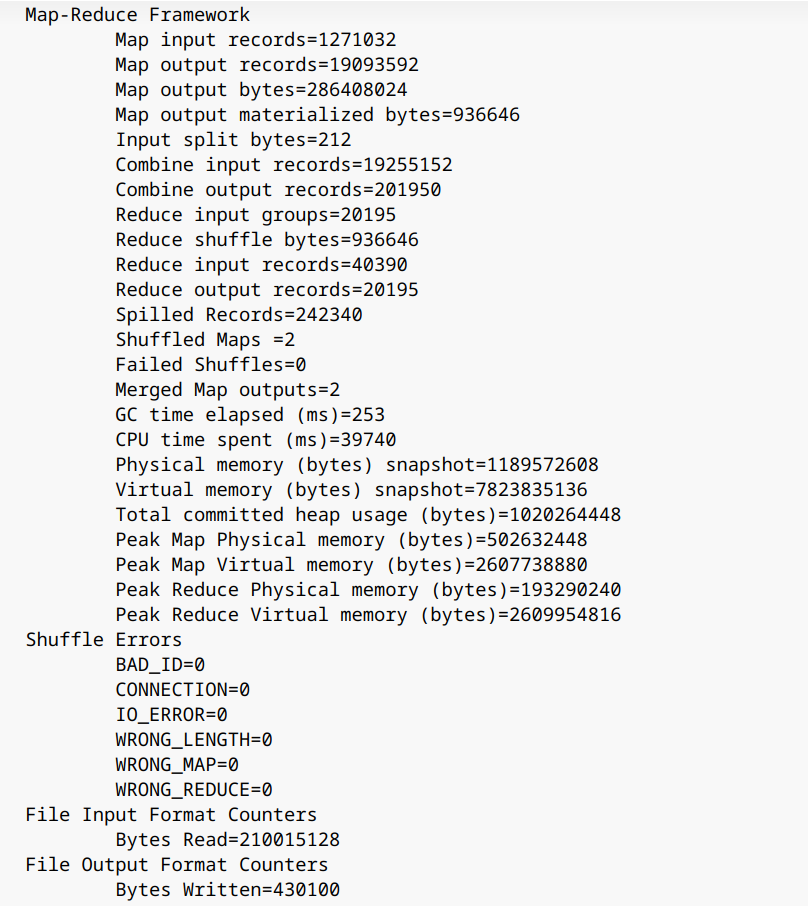 Map-Reduce Framework
Map input records=1271032
Map output records=19093592
Map output bytes=286408024
Map output materialized bytes=936646
Input split bytes=212
Combine input records=19255152
Combine output records=201950
Reduce input groups=20195
Reduce shuffle bytes=936646
Reduce input records=40390
Reduce output records=20195
Spilled Records=242340
Shuffled Maps =2
Failed Shuffles=0
Merged Map outputs=2
GC time elapsed (ms)=253
CPU time spent (ms)=39740
Physical memory (bytes) snapshot=1189572608
Virtual memory (bytes) snapshot=7823835136
Total committed heap usage (bytes)=1020264448
Peak Map Physical memory (bytes)=502632448
Peak Map Virtual memory (bytes)=2607738880
Peak Reduce Physical memory (bytes)=193290240
Peak Reduce Virtual memory (bytes)=2609954816
Shuffle Errors
BAD_ID=0
CONNECTION=0
IO_ERROR=0
WRONG_LENGTH=0
WRONG_MAP=0
WRONG_REDUCE=0
File Input Format Counters
Bytes Read=210015128
File Output Format Counters
Bytes Written=430100